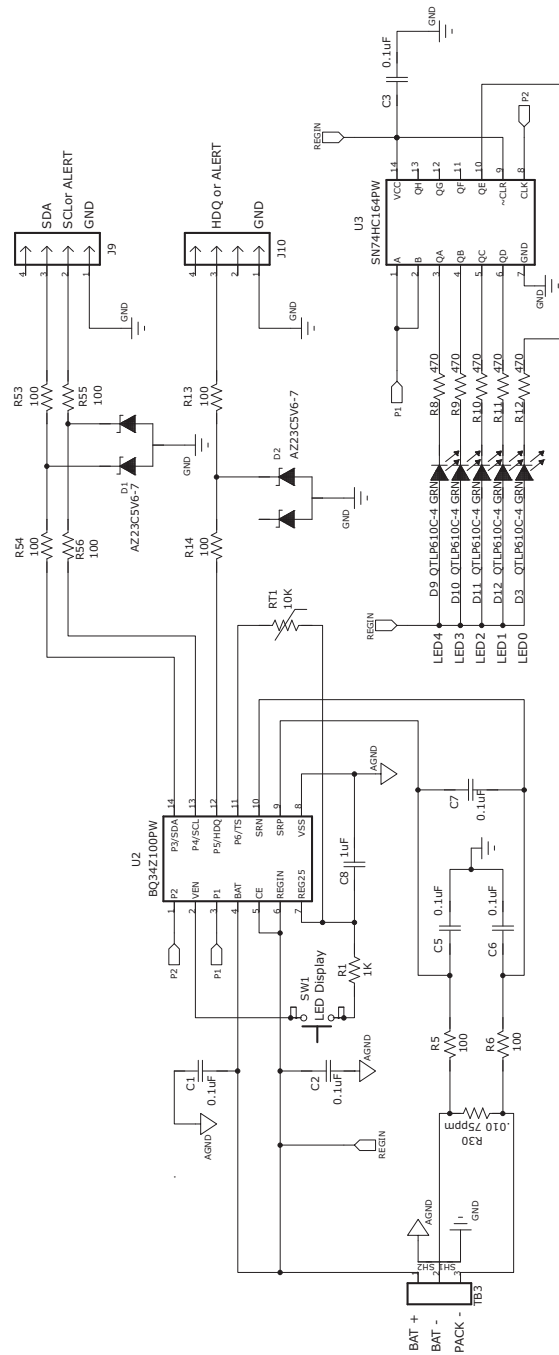 4
SDA
3
SCLor ALERT
2
GND
1
J9
R53
100
R55
100
GND
GND
D1
AZ23C5V6-7
R54
100
R56
100
4
HDQ or ALERT
3
2
GND
1
J10
R13
100
GND
D2
AZ23C5V6-7
GND
R14
100
RT1
10K
C3
0.1uF
GND
REGIN
U3
SN74HC164PW
1
A
2
B
3
QA
4
QB
5
QC
6
QD
7
GND
14
VCC
13
QH
12
QG
11
QF
10
QE
9
~CLR
8
CLK
P2
P1
GND
R8
470
R9
470
R10
470
R11
470
R12
470
D9 QTLP610C-4 GRN
D10 QTLP610C-4 GRN
D11 QTLP610C-4 GRN
D12 QTLP610C-4 GRN
D3 QTLP610C-4 GRN
REGIN
LED4
LED3
LED2
LED1
LED0
U2
BQ34Z100PW
1
P2
2
VEN
3
P1
4
BAT
5
CE
6
REGIN
7
REG25
14
P3/SDA
13
P4/SCL
12
P5/HDQ
11
P6/TS
10
SRN
9
SRP
8
VSS
P2
P1
C8
1uF
AGND
R1
1K
SW1
LED Display
C1
0.1uF
AGND
C2
0.1uF
AGND
REGIN
C7
0.1uF
C5
0.1uF
C6
0.1uF
R5
100
R6
100
R30
.010 75ppm
AGND
GND
SH2
SH1
1
2
3
TB3
BAT +
BAT -
PACK -